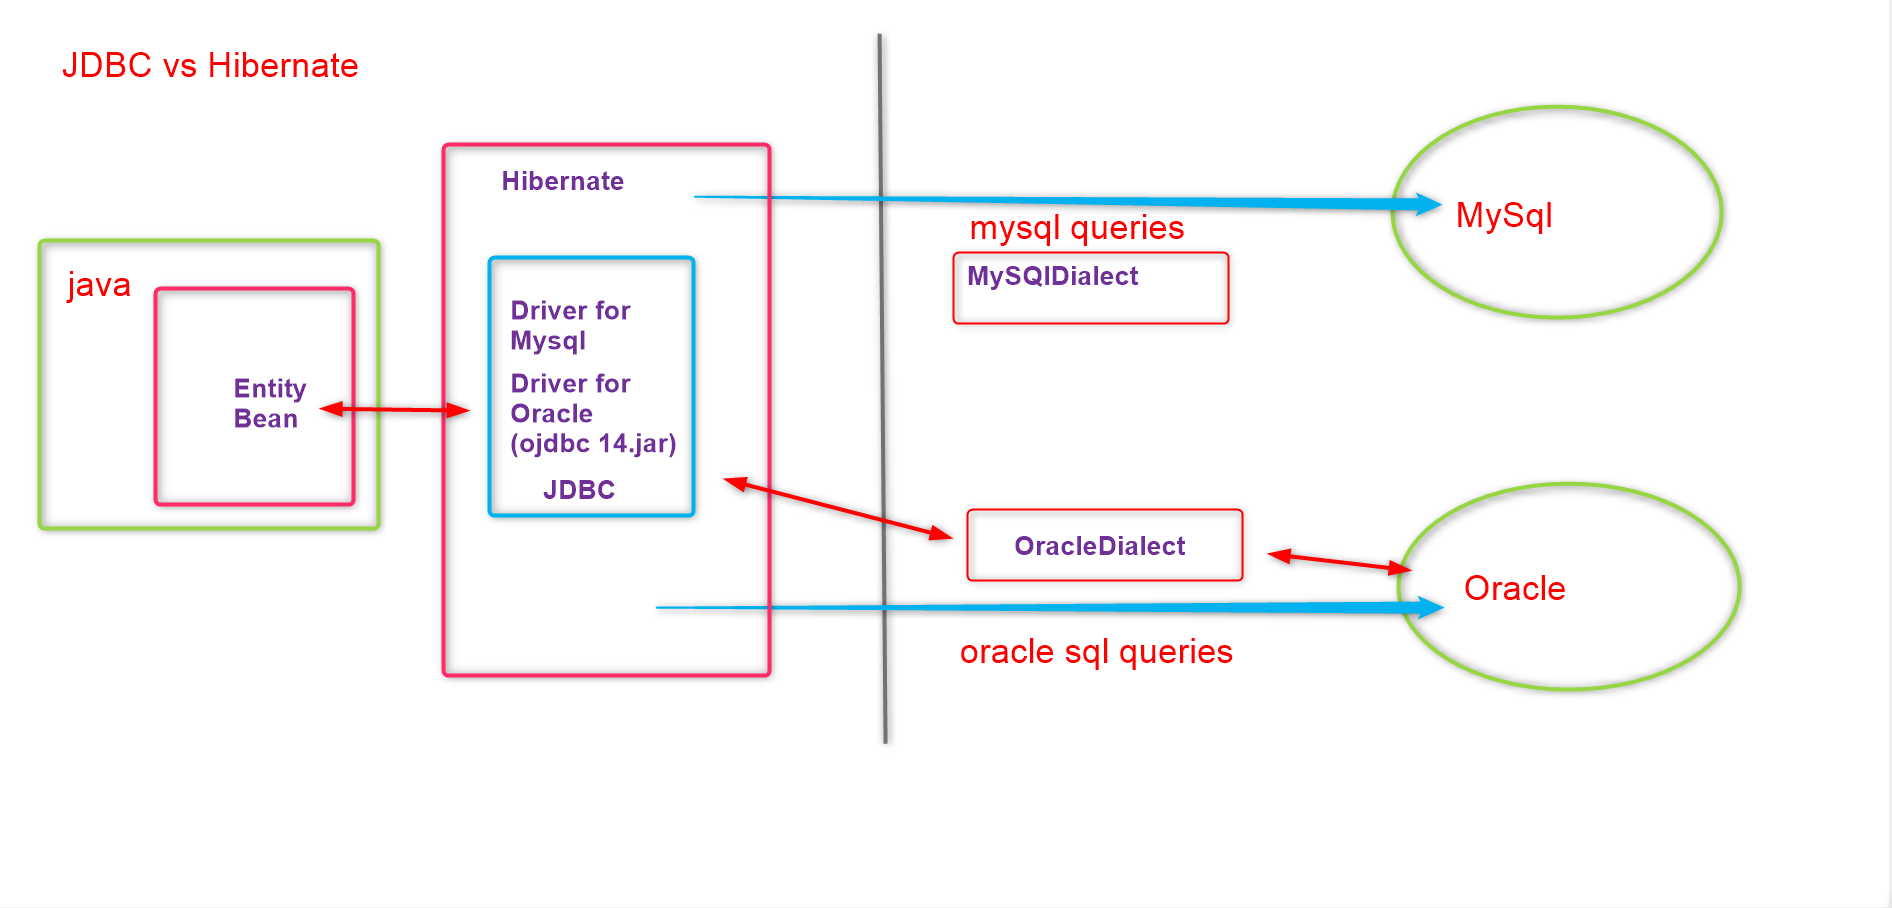 JDBC vs Hibernate
java
Entity
Bean
Hibernate
Driver for
Mysql
Driver for
Oracle
(ojdbc 14.jar)
JDBC
mysql queries
MySQlDialect
OracleDialect
oracle sql queries
MySql
Oracle